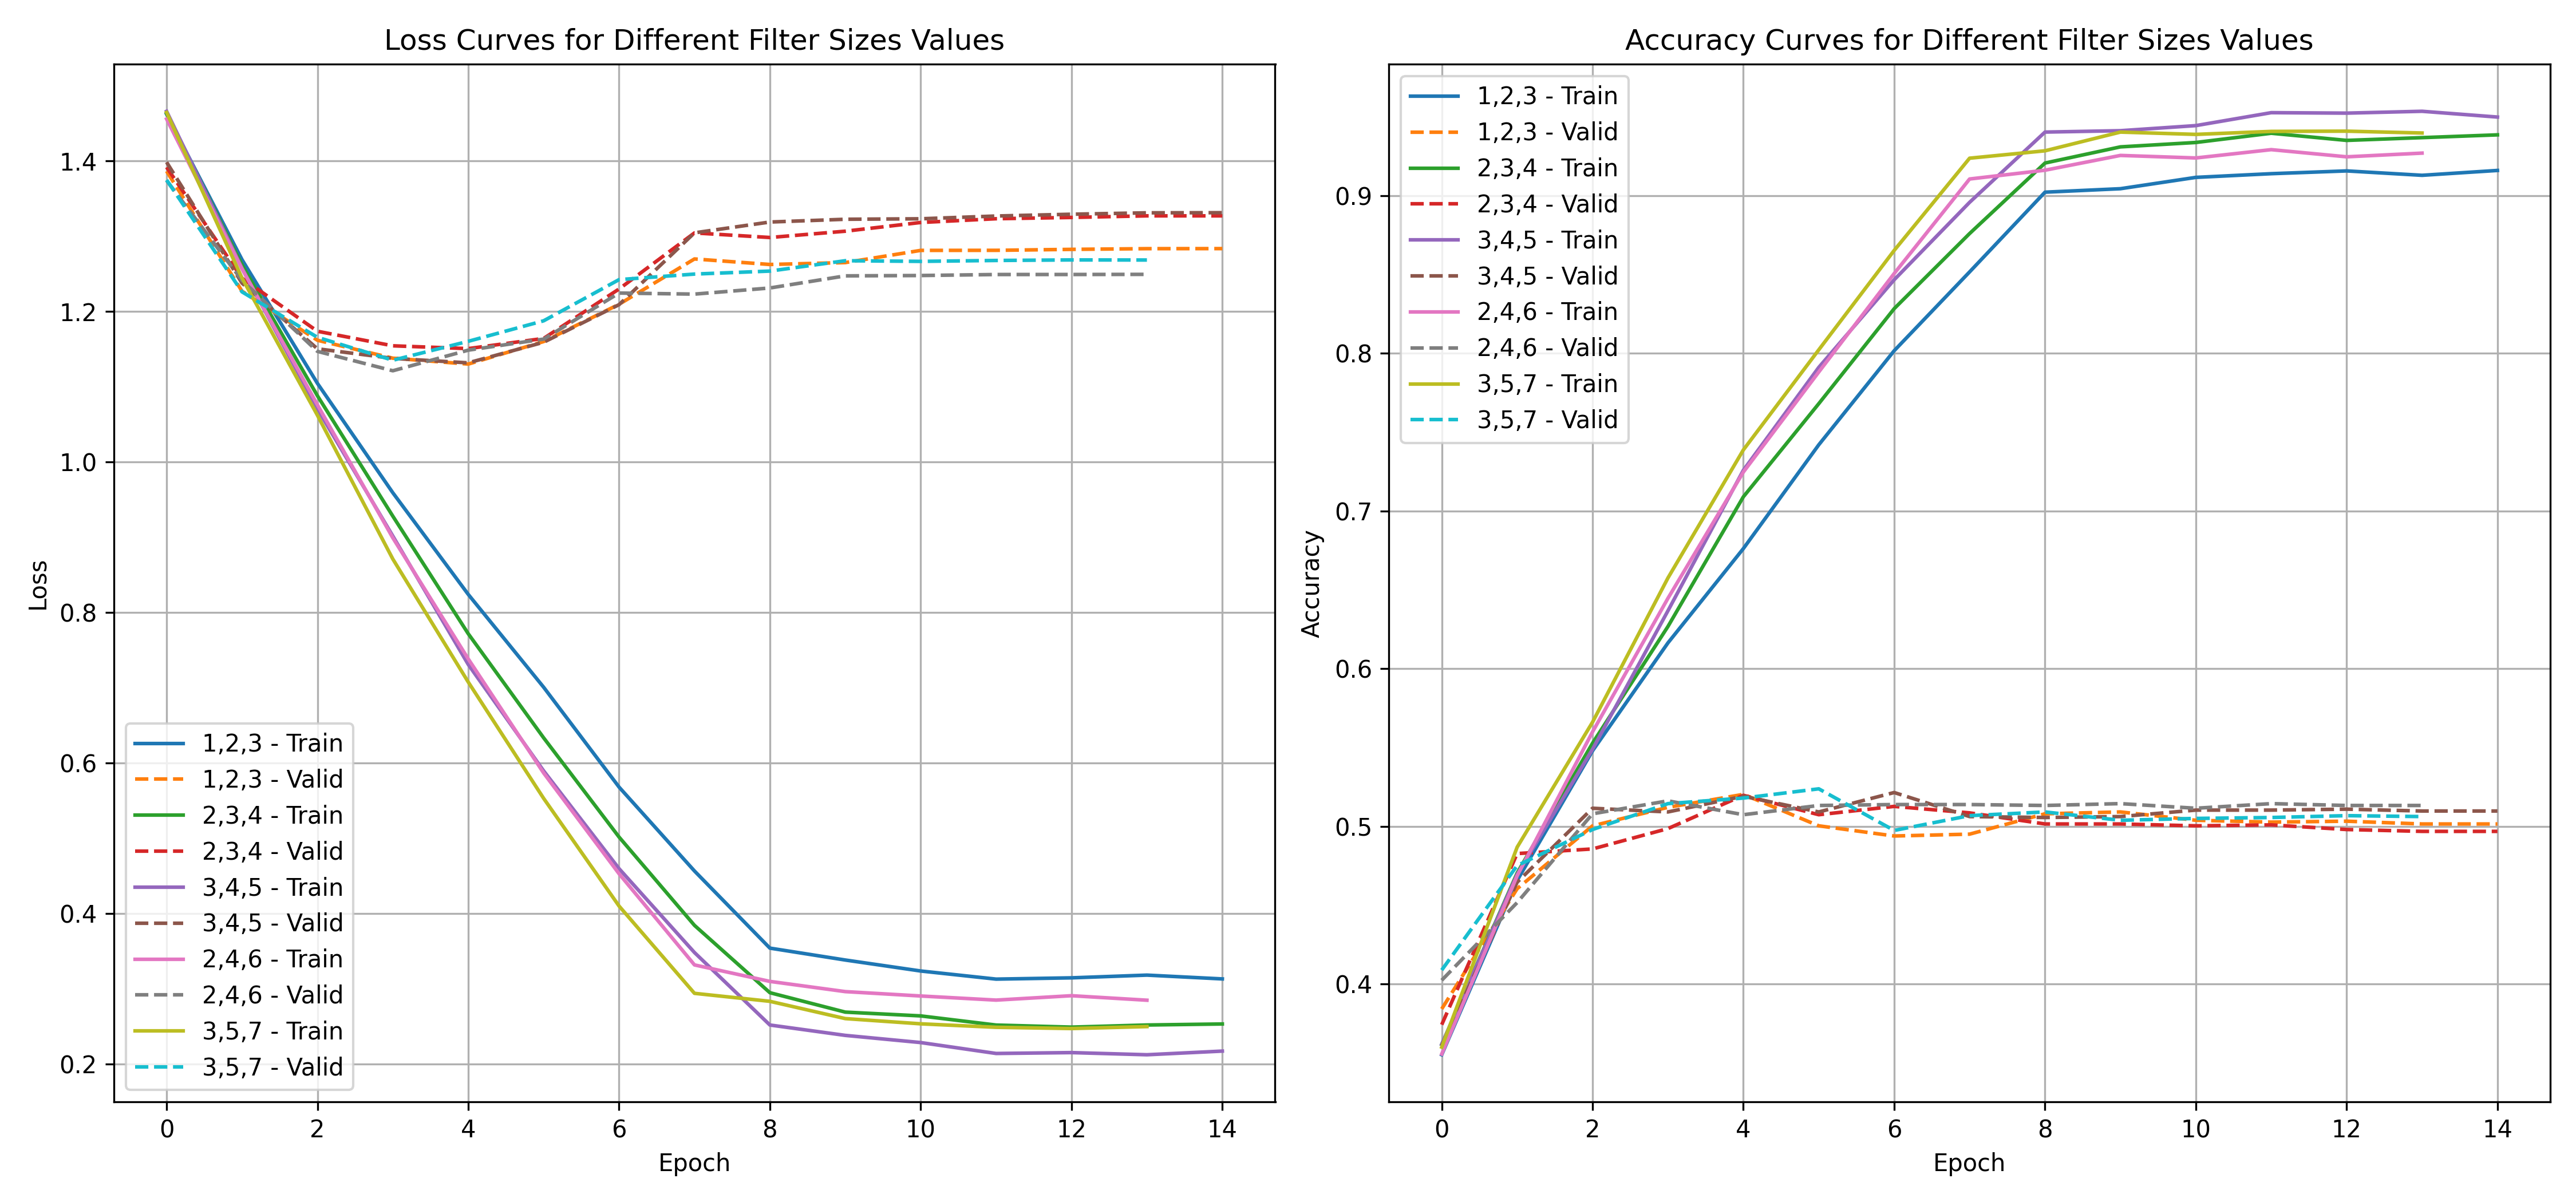 Loss Curves for Different Filter Sizes Values
1.4
1.2
1.0
0.8
0.6
0.4
0.2
Loss
1,2,3 - Train
1,2,3 - Valid
2,3,4 - Train
2,3,4 - Valid
3,4,5 - Train
3,4,5 - Valid
2,4,6 - Train
2,4,6 - Valid
3,5,7 - Train
3,5,7 - Valid
0 2 4 6 8 10 12 14
Epoch
Accuracy Curves for Different Filter Sizes Values
1,2,3 - Train
1,2,3 - Valid
2,3,4 - Train
2,3,4 - Valid
3,4,5 - Train
3,4,5 - Valid
2,4,6 - Train
2,4,6 - Valid
3,5,7 - Train
3,5,7 - Valid
0.9
0.8
0.7
0.6
0.5
0.4
Accuracy
0 2 4 6 8 10 12 14
Epoch